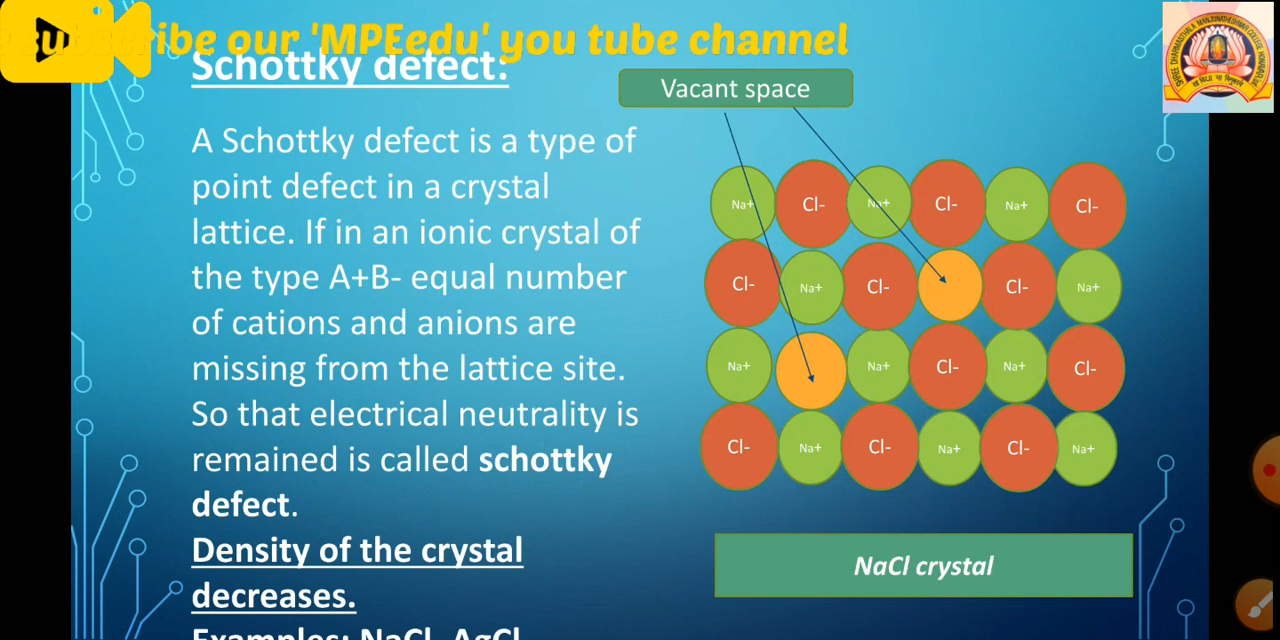 Subscribe our 'MPEedu' you tube channel
Schottky defect:
Vacant space
A Schottky defect is a type of
point defect in a crystal
lattice. If in an ionic crystal of
the type A+B- equal number
of cations and anions are
missing from the lattice site.
So that electrical neutrality is
remained is called schottky
defect.
Density of the crystal
decreases.
Examples: NaCl, AgCl
Na+ Cl- Na+ Cl- Na+ Cl-
Cl- Na+ Cl- Cl- Na+
Na+ Na+ Cl- Na+ Cl-
Cl- Na+ Cl- Na+ Cl- Na+
NaCl crystal